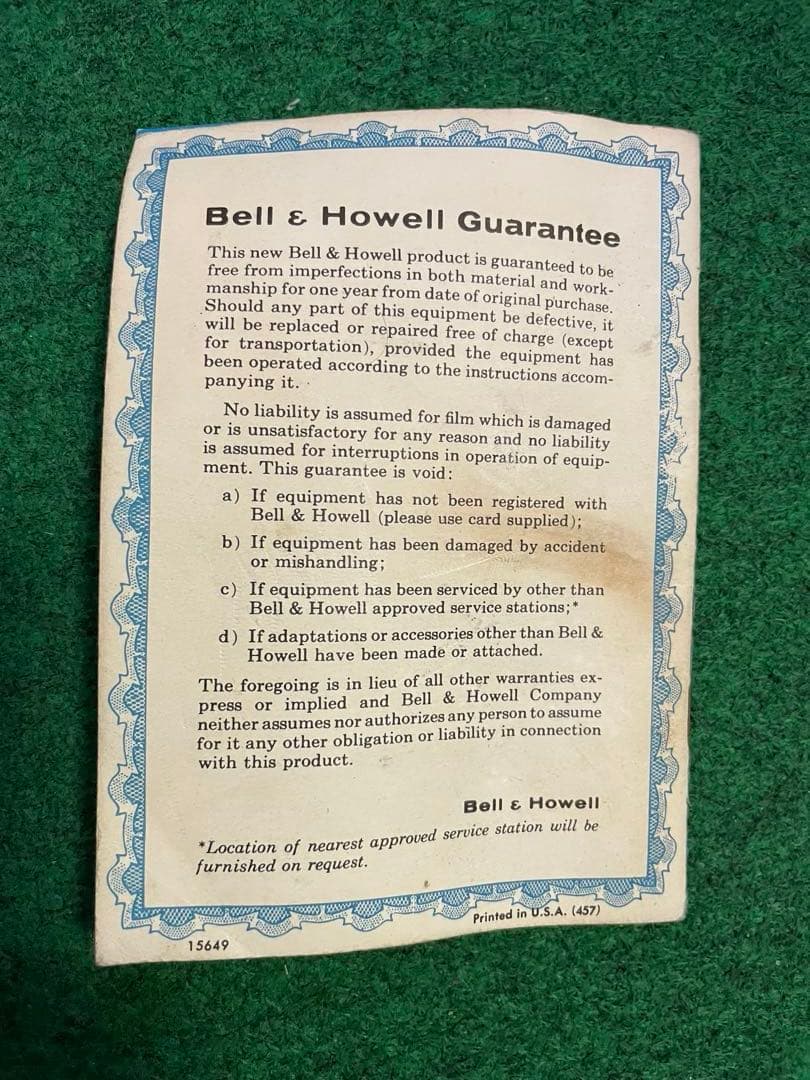 Bell & Howell Guarantee
This new Bell & Howell product is guaranteed to be
free from imperfections in both material and work-
manship for one year from date of original purchase.
Should any part of this equipment be defective, it
will be replaced or repaired free of charge (except
for transportation), provided the equipment has
been operated according to the instructions accom-
panying it.
No liability is assumed for film which is damaged
or is unsatisfactory for any reason and no liability
is assumed for interruptions in operation of equip-
ment. This guarantee is void:
a) If equipment has not been registered with
Bell & Howell (please use card supplied);
b) If equipment has been damaged by accident
or mishandling;
c) If equipment has been serviced by other than
Bell & Howell approved service stations;*
d) If adaptations or accessories other than Bell &
Howell have been made or attached.
The foregoing is in lieu of all other warranties ex-
press or implied and Bell & Howell Company
neither assumes nor authorizes any person to assume
for it any other obligation or liability in connection
with this product.
Bell & Howell
*Location of nearest approved service station will be
furnished on request.
Printed in U.S.A. (457)
15649